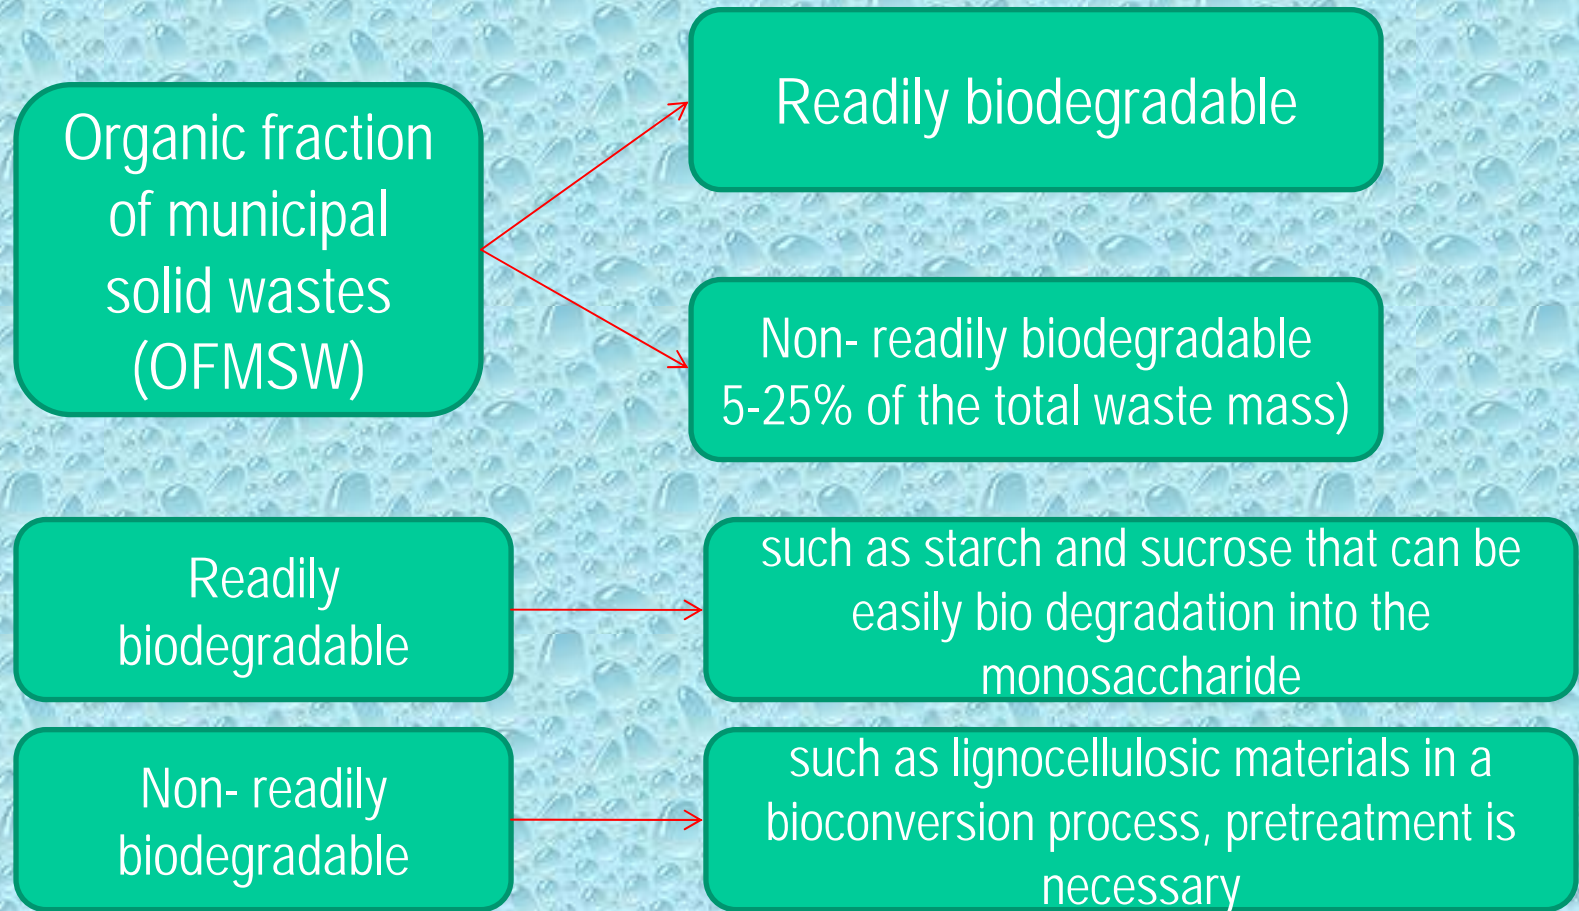 Organic fraction
of municipal
solid wastes
(OFMSW)
Readily biodegradable
Non- readily biodegradable
5-25% of the total waste mass)
Readily
biodegradable
such as starch and sucrose that can be
easily bio degradation into the
monosaccharide
Non- readily
biodegradable
such as lignocellulosic materials in a
bioconversion process, pretreatment is
necessary